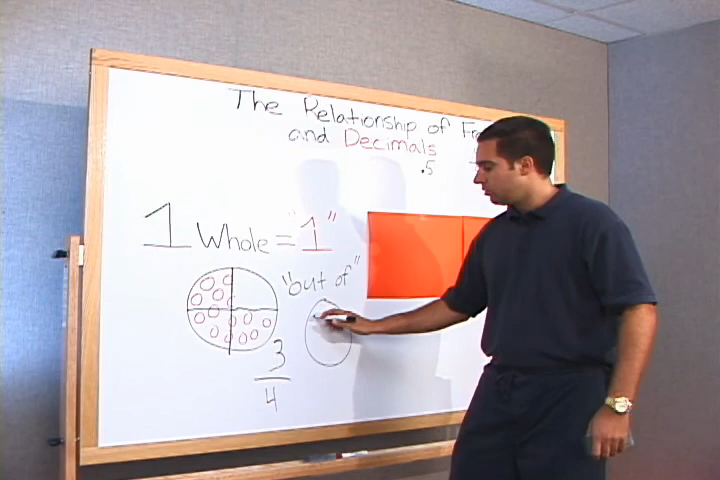 The Relationship of
and Decimals
.5
1 Whole = "1"
"out of"
3
4